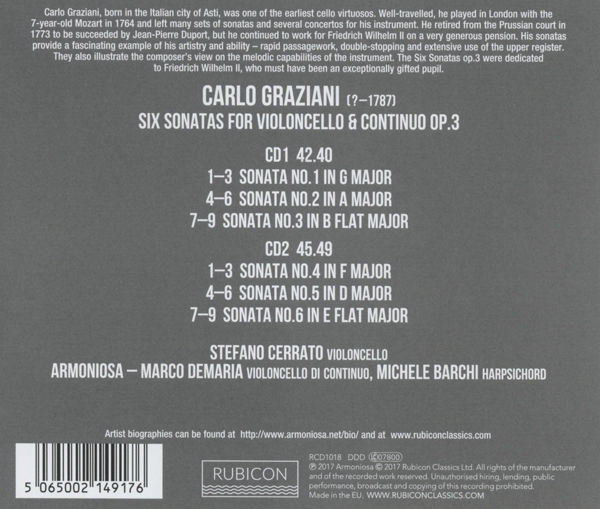 Carlo Graziani, born in the Italian city of Asti, was one of the earliest cello virtuosos. Well-travelled, he played in London with the
7-year-old Mozart in 1764 and left many sets of sonatas and several concertos for his instrument. He retired from the Prussian court in
1773 to be succeeded by Jean-Pierre Duport, but he continued to work for Friedrich Wilhelm II on a very generous pension. His sonatas
provide a fascinating example of his artistry and ability – rapid passagework, double-stopping and extensive use of the upper register.
They also illustrate the composer's view on the melodic capabilities of the instrument. The Six Sonatas op.3 were dedicated
to Friedrich Wilhelm II, who must have been an exceptionally gifted pupil.
CARLO GRAZIANI (?–1787)
SIX SONATAS FOR VIOLONCELLO & CONTINUO OP.3
CD1 42.40
1–3 SONATA NO.1 IN G MAJOR
4–6 SONATA NO.2 IN A MAJOR
7–9 SONATA NO.3 IN B FLAT MAJOR
CD2 45.49
1–3 SONATA NO.4 IN F MAJOR
4–6 SONATA NO.5 IN D MAJOR
7–9 SONATA NO.6 IN E FLAT MAJOR
STEFANO CERRATO VIOLONCELLO
ARMONIOSA – MARCO DEMARIA VIOLONCELLO DI CONTINUO, MICHELE BARCHI HARPSICHORD
Artist biographies can be found at http://www.armoniosa.net/bio/ and at www.rubiconclassics.com
5 065002 149176
RUBICON
RCD1018 DDD LC 07800
℗ 2017 Armoniosa © 2017 Rubicon Classics Ltd. All rights of the manufacturer
and of the recorded work reserved. Unauthorised hiring, lending, public
performance, broadcast and copying of this recording prohibited.
Made in the EU. WWW.RUBICONCLASSICS.COM